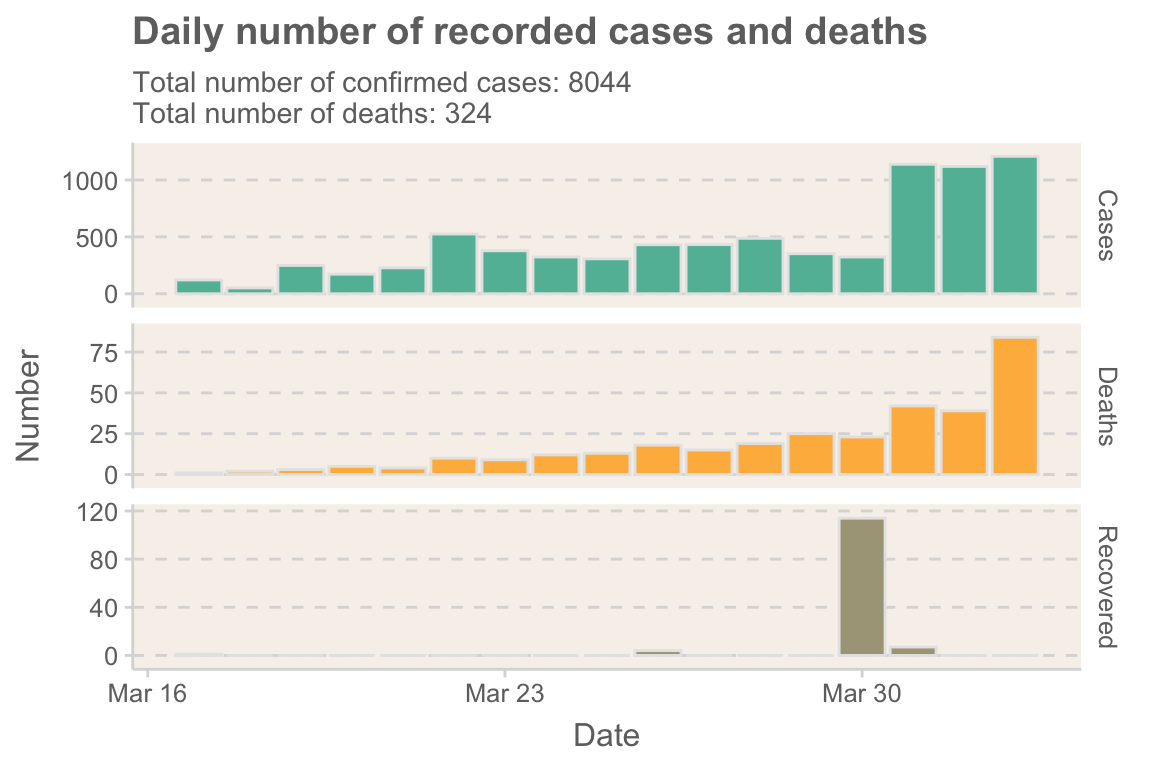 Daily number of recorded cases and deaths
Total number of confirmed cases: 8044
Total number of deaths: 324
1000
500
0
Cases
75
50
25
0
Deaths
120
80
40
0
Recovered
Number
Mar 16
Mar 23
Mar 30
Date